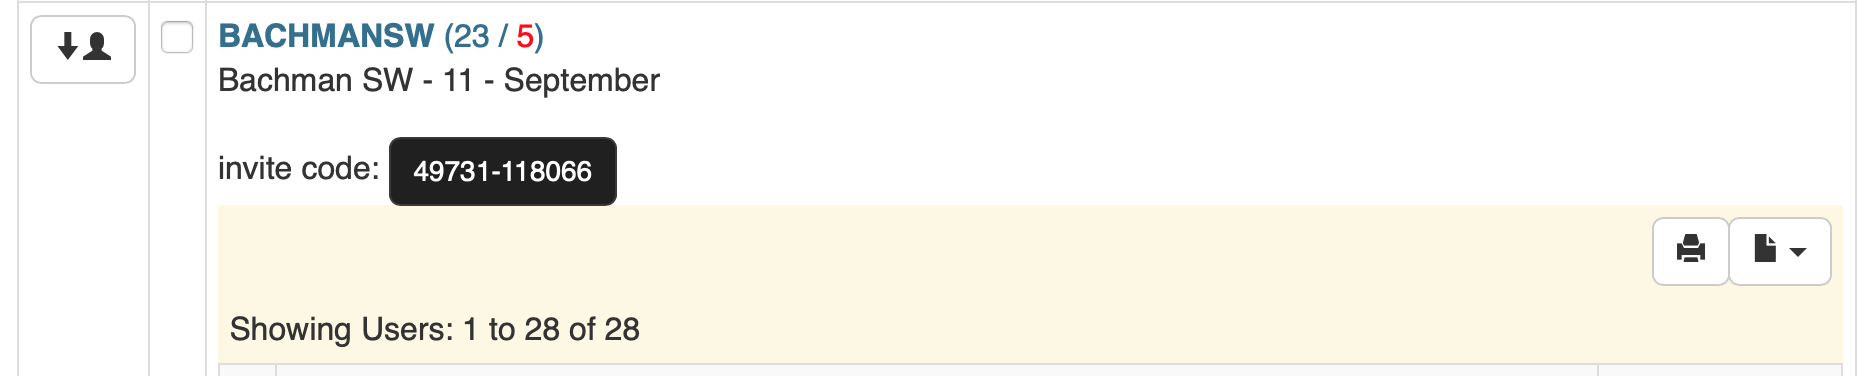 BACHMANSW (23 / 5)
Bachman SW - 11 - September
invite code: 49731-118066
Showing Users: 1 to 28 of 28